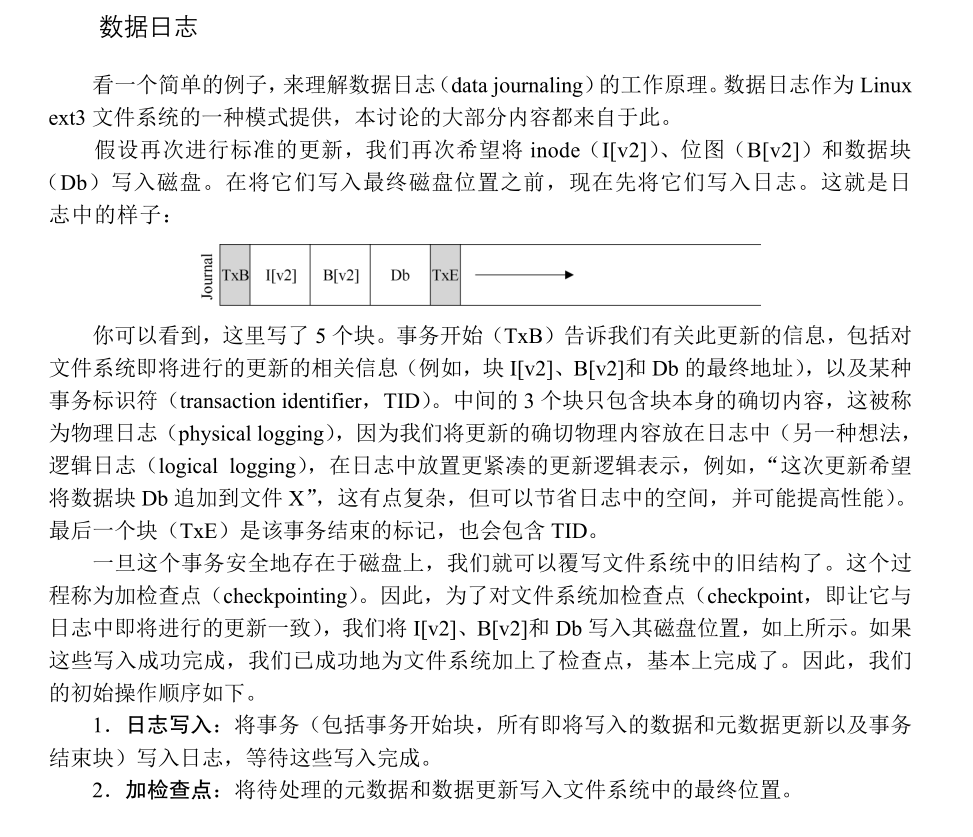 数据日志
看一个简单的例子，来理解数据日志（data journaling）的工作原理。数据日志作为 Linux
ext3 文件系统的一种模式提供，本讨论的大部分内容都来自于此。
假设再次进行标准的更新，我们再次希望将 inode（I[v2]）、位图（B[v2]）和数据块
（Db）写入磁盘。在将它们写入最终磁盘位置之前，现在先将它们写入日志。这就是日
志中的样子：
Journal TxB I[v2] B[v2] Db TxE
你可以看到，这里写了 5 个块。事务开始（TxB）告诉我们有关此更新的信息，包括对
文件系统即将进行的更新的相关信息（例如，块 I[v2]、B[v2]和 Db 的最终地址），以及某种
事务标识符（transaction identifier，TID）。中间的 3 个块只包含块本身的确切内容，这被称
为物理日志（physical logging），因为我们将更新的确切物理内容放在日志中（另一种想法，
逻辑日志（logical logging），在日志中放置更紧凑的更新逻辑表示，例如，“这次更新希望
将数据块 Db 追加到文件 X”，这有点复杂，但可以节省日志中的空间，并可能提高性能）。
最后一个块（TxE）是该事务结束的标记，也会包含 TID。
一旦这个事务安全地存在于磁盘上，我们就可以覆写文件系统中的旧结构了。这个过
程称为加检查点（checkpointing）。因此，为了对文件系统加检查点（checkpoint，即让它与
日志中即将进行的更新一致），我们将 I[v2]、B[v2]和 Db 写入其磁盘位置，如上所示。如果
这些写入成功完成，我们已成功地为文件系统加上了检查点，基本上完成了。因此，我们
的初始操作顺序如下。
1．日志写入：将事务（包括事务开始块，所有即将写入的数据和元数据更新以及事务
结束块）写入日志，等待这些写入完成。
2．加检查点：将待处理的元数据和数据更新写入文件系统中的最终位置。